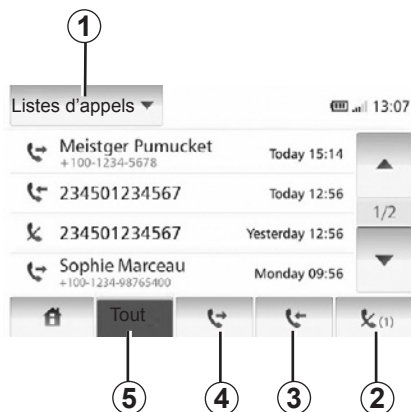 1
Listes d'appels
13:07
Meistger Pumucket
Today 15:14
+100-1234-5678
234501234567
Today 12:56
1/2
234501234567
Yesterday 12:56
Sophie Marceau
Monday 09:56
+100-1234-98765400
Tout
(1)
5
4
3
2